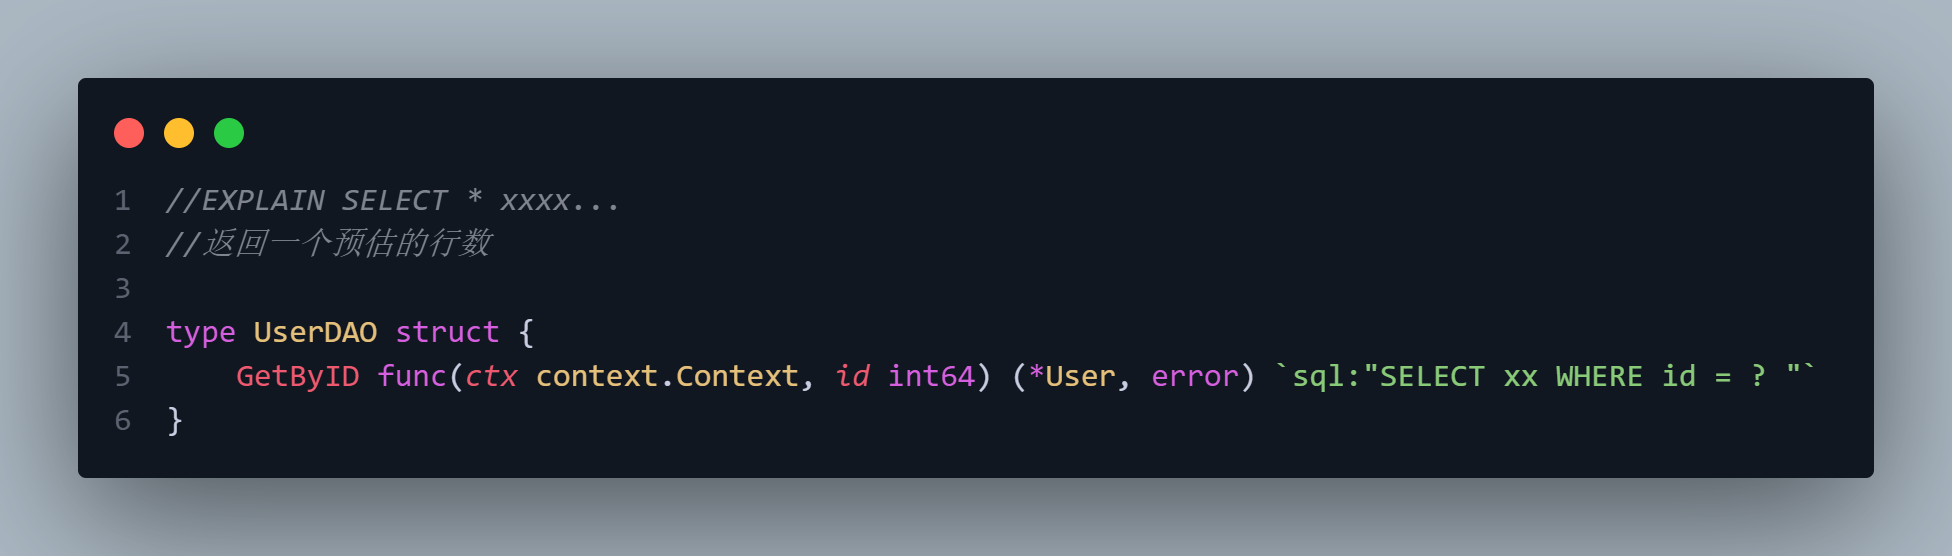 1 //EXPLAIN SELECT * xxxx...
2 //返回一个预估的行数
3
4 type UserDAO struct {
5     GetByID func(ctx context.Context, id int64) (*User, error) `sql:"SELECT xx WHERE id = ? "`
6 }